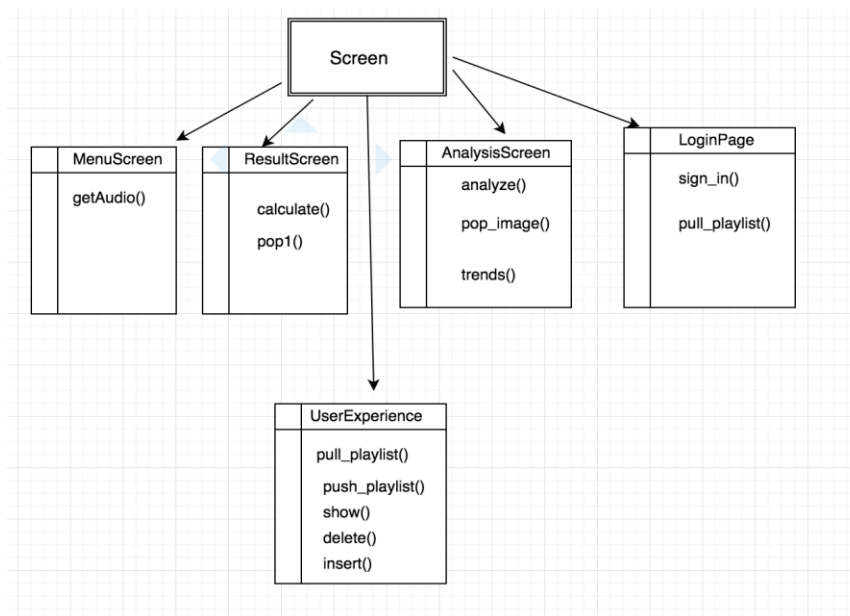 Screen
MenuScreen
getAudio()
ResultScreen
calculate()
pop1()
AnalysisScreen
analyze()
pop_image()
trends()
LoginPage
sign_in()
pull_playlist()
UserExperience
pull_playlist()
push_playlist()
show()
delete()
insert()